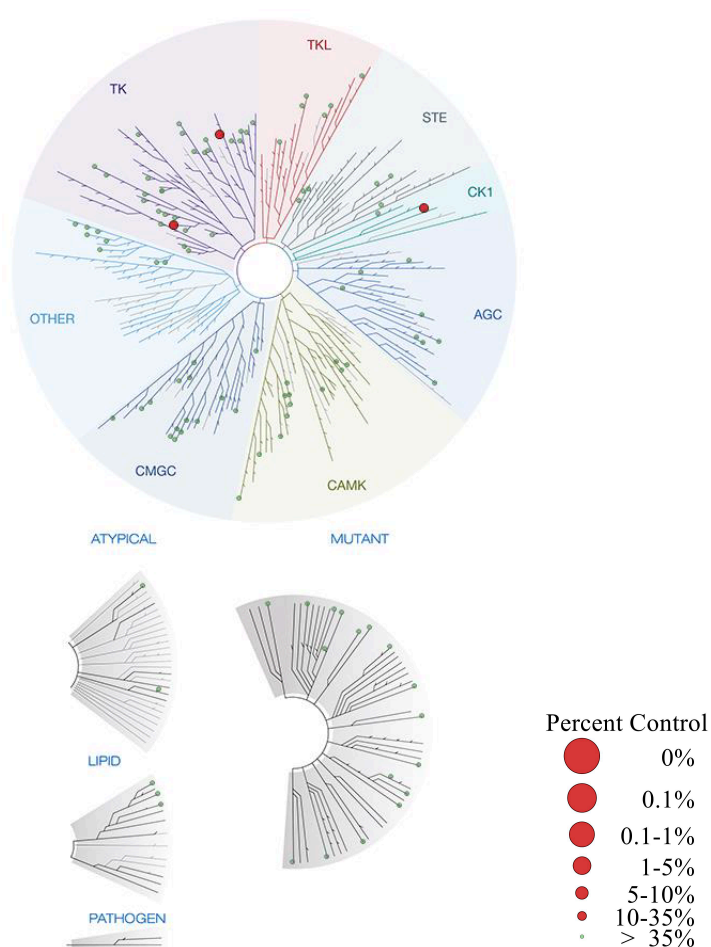 TKL
TK
STE
CK1
OTHER
AGC
CMGC
CAMK
ATYPICAL
MUTANT
LIPID
PATHOGEN
Percent Control
0%
0.1%
0.1-1%
1-5%
5-10%
10-35%
> 35%